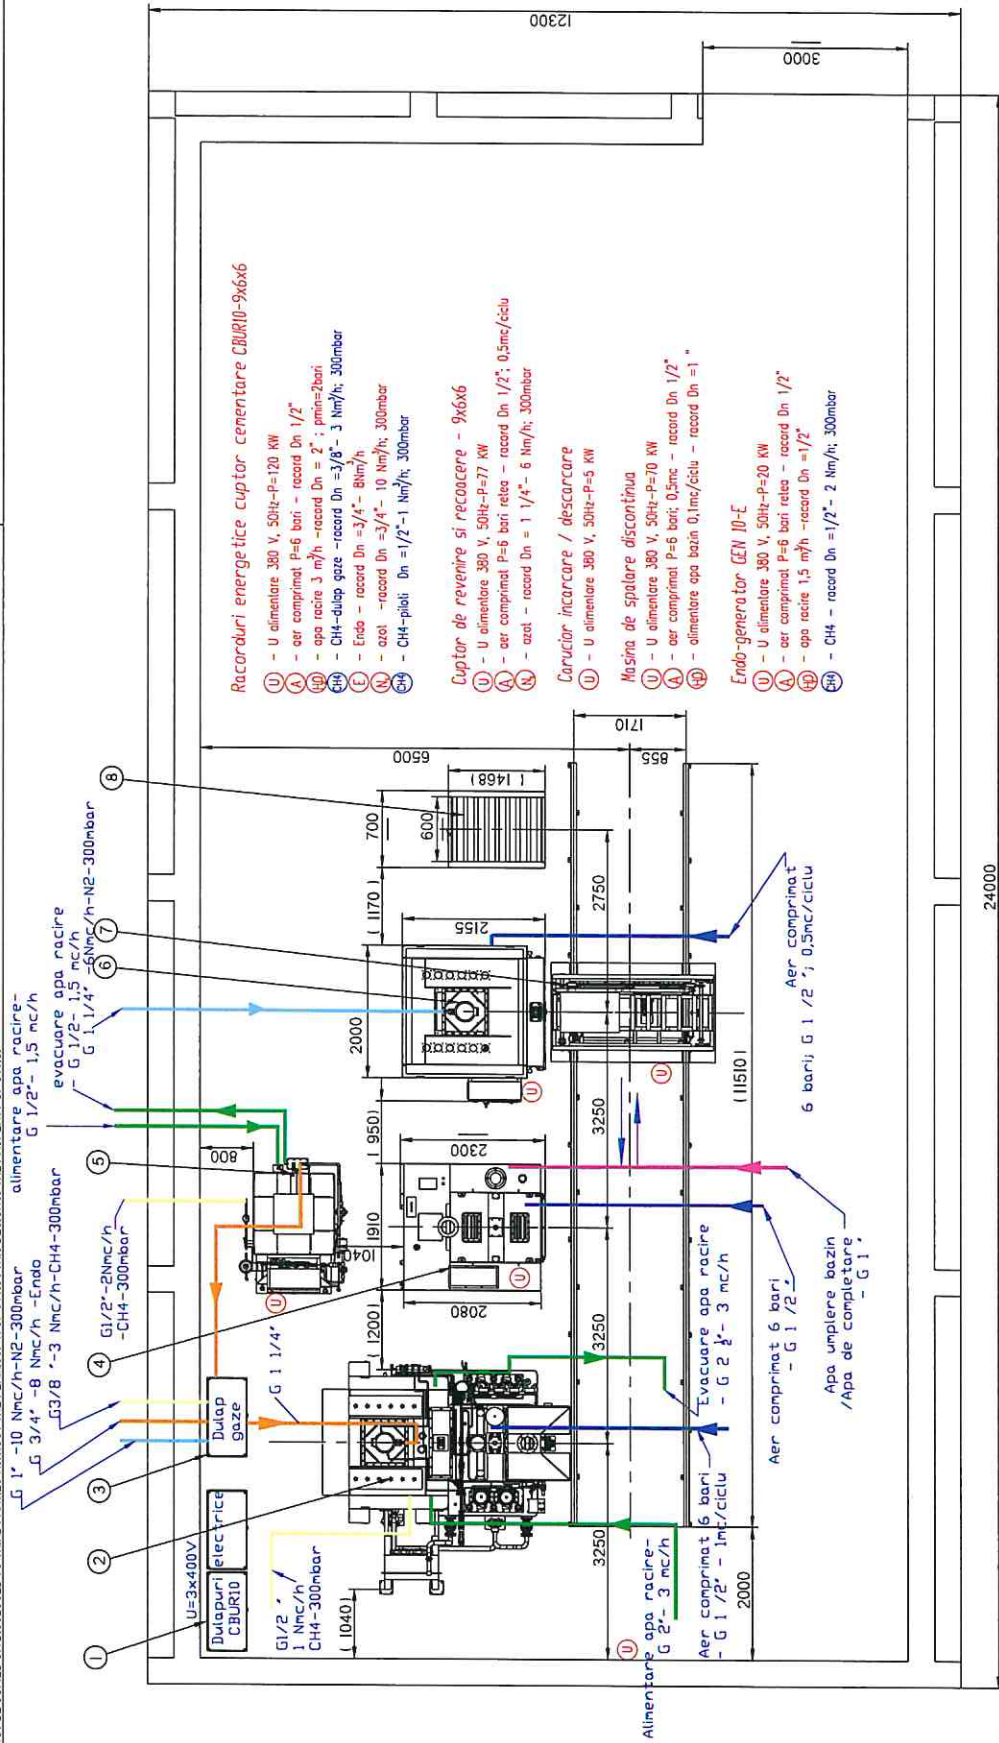 12300
3000
24000
Racorduri energetice cuptor cementare CBUR10-9x6x6
U - U alimentare 380 V, 50Hz-P=120 KW
A - aer comprimat P=6 bari - racord Dn 1/2"
HD - apa racire 3 m³/h -racord Dn = 2" ; pmin=2bari
CH4 - CH4-dulap gaze -racord Dn =3/8"- 3 Nm³/h; 300mbar
E - Endo - racord Dn =3/4"- 8Nm³/h
N - azot -racord Dn =3/4"- 10 Nm³/h; 300mbar
CH4 - CH4-piloti Dn =1/2"-1 Nm³/h; 300mbar
Cuptor de revenire si recoacere - 9x6x6
U - U alimentare 380 V, 50Hz-P=77 KW
A - aer comprimat P=6 bari retea - racord Dn 1/2"; 0,5mc/ciclu
N - azot - racord Dn = 1 1/4"- 6 Nm/h; 300mbar
Carucior incarcare / descarcare
U - U alimentare 380 V, 50Hz-P=5 KW
Masina de spalare discontinua
U - U alimentare 380 V, 50Hz-P=70 KW
A - aer comprimat P=6 bari; 0,5mc - racord Dn 1/2"
HD - alimentare apa bazin 0,1mc/ciclu - racord Dn =1 "
Endo-generator GEN 10-E
U - U alimentare 380 V, 50Hz-P=20 KW
A - aer comprimat P=6 bari retea - racord Dn 1/2"
HD - apa racire 1,5 m³/h -racord Dn =1/2"
CH4 - CH4 - racord Dn =1/2"- 2 Nm/h; 300mbar
G 1" -10 Nmc/h-N2-300mbar
G 3/4" -8 Nmc/h -Endo
G3/8 "-3 Nmc/h-CH4-300mbar
alimentare apa racire-
G 1/2"- 1,5 mc/h
evacuare apa racire
- G 1/2- 1,5 mc/h
G 1 1/4" -6Nmc/h-N2-300mbar
G1/2"-2Nmc/h
-CH4-300mbar
1
2
3
4
5
6
7
8
U=3x400V
Dulapuri electrice
CBUR10
Dulap
gaze
G 1 1/4"
G1/2 "
1 Nmc/h
CH4-300mbar
800
1040
( 1040)
( 1200)
1910
( 950)
2000
( 1170 )
700
600
( 1468)
2080
2300
2155
6500
1710
855
3250
3250
3250
2750
2000
(11510)
U
U
U
U
U
Alimentare apa racire-
G 2"- 3 mc/h
Aer comprimat 6 bari
- G 1 /2" - 1mc/ciclu
Evacuare apa racire
- G 2 ½"- 3 mc/h
Aer comprimat 6 bari
- G 1 /2 "
Apa umplere bazin
/Apa de completare
- G 1 "
Aer comprimat
6 bari; G 1 /2 "; 0,5mc/ciclu